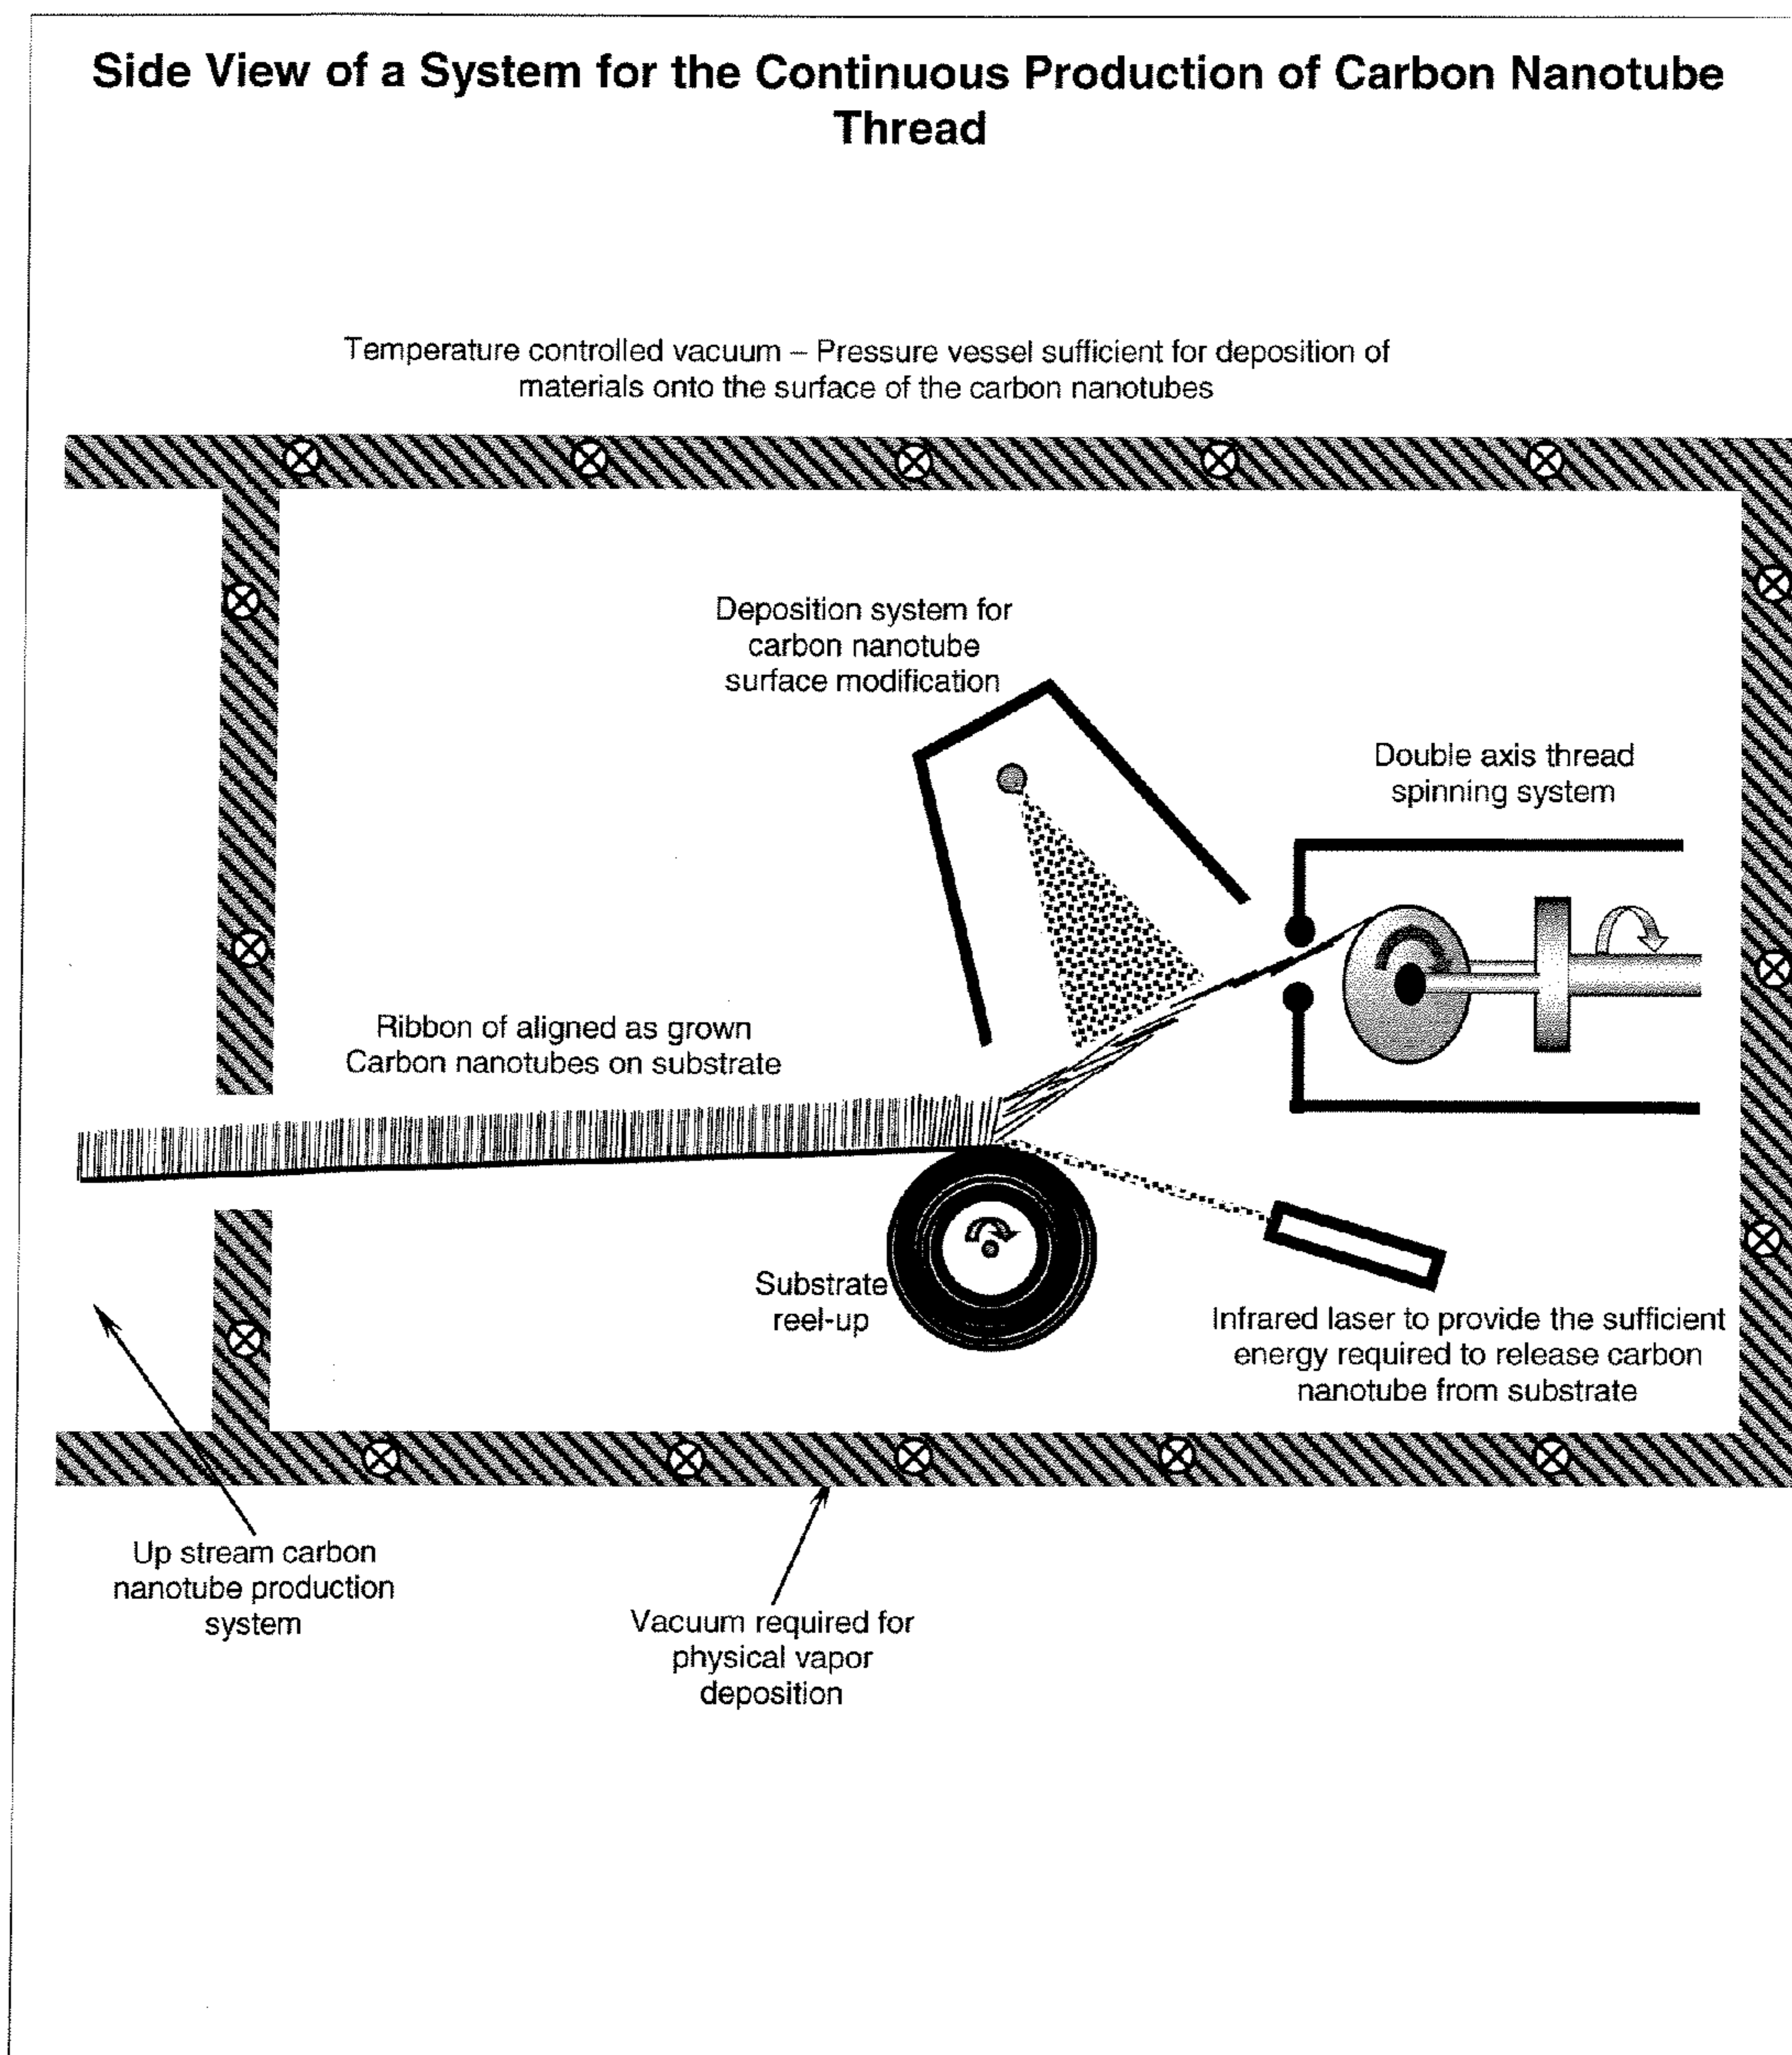 Side View of a System for the Continuous Production of Carbon Nanotube
Thread
Temperature controlled vacuum – Pressure vessel sufficient for deposition of
materials onto the surface of the carbon nanotubes
Deposition system for
carbon nanotube
surface modification
Double axis thread
spinning system
Ribbon of aligned as grown
Carbon nanotubes on substrate
Substrate
reel-up
Infrared laser to provide the sufficient
energy required to release carbon
nanotube from substrate
Up stream carbon
nanotube production
system
Vacuum required for
physical vapor
deposition